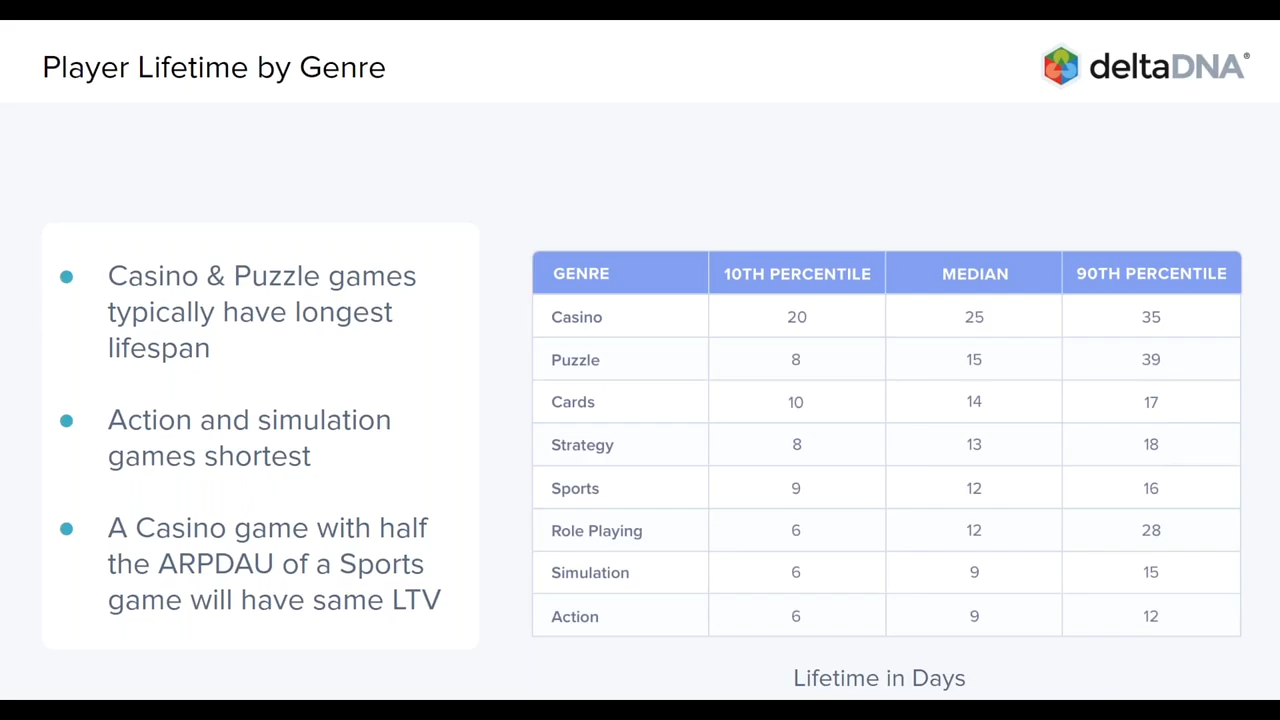 Player Lifetime by Genre
deltaDNA®
Casino & Puzzle games
typically have longest
lifespan
Action and simulation
games shortest
A Casino game with half
the ARPDAU of a Sports
game will have same LTV
GENRE 10TH PERCENTILE MEDIAN 90TH PERCENTILE
Casino 20 25 35
Puzzle 8 15 39
Cards 10 14 17
Strategy 8 13 18
Sports 9 12 16
Role Playing 6 12 28
Simulation 6 9 15
Action 6 9 12
Lifetime in Days